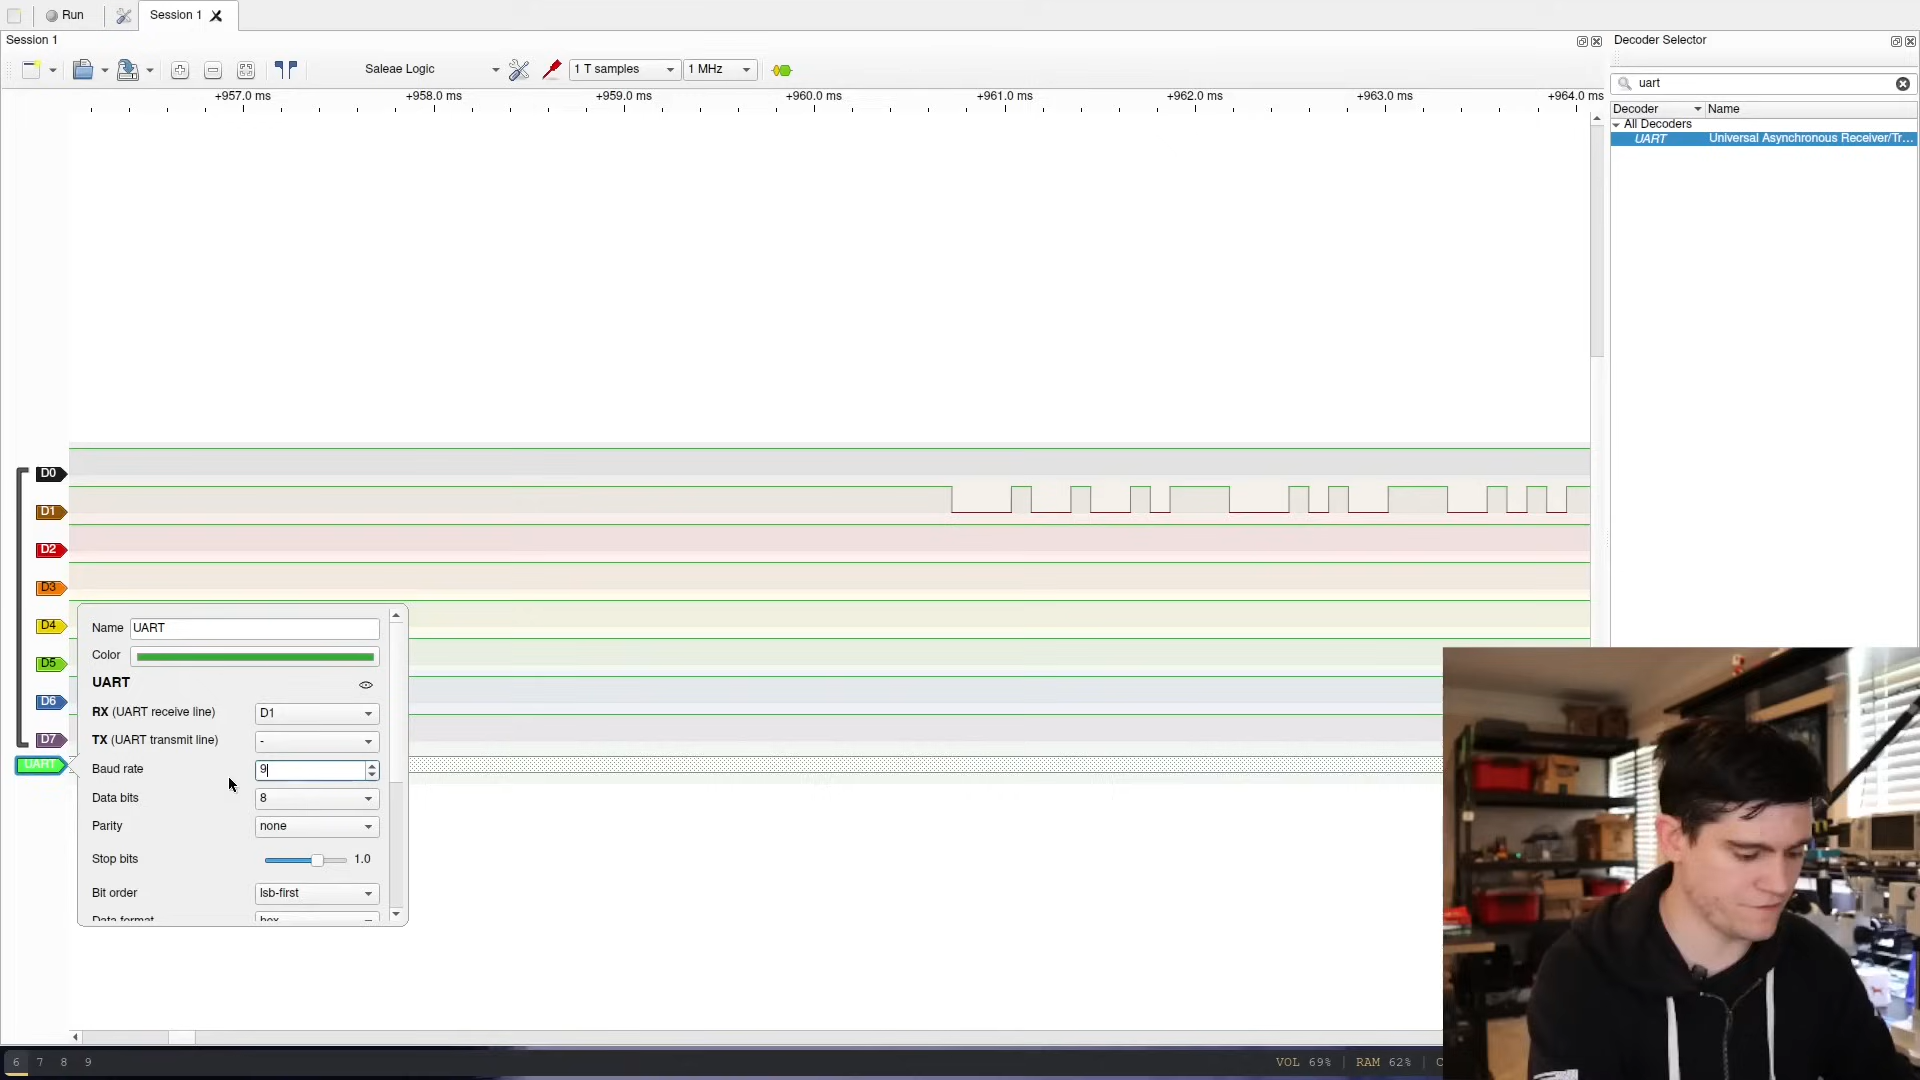 Run
Session 1
Session 1
Decoder Selector
Saleae Logic
1 T samples
1 MHz
uart
+957.0 ms
+958.0 ms
+959.0 ms
+960.0 ms
+961.0 ms
+962.0 ms
+963.0 ms
+964.0 ms
Decoder
Name
All Decoders
UART
Universal Asynchronous Receiver/Tr...
D0
D1
D2
D3
D4
D5
D6
D7
UART
Name
UART
Color
UART
RX (UART receive line)
D1
TX (UART transmit line)
-
Baud rate
9
Data bits
8
Parity
none
Stop bits
1.0
Bit order
lsb-first
Data format
hex
6 7 8 9
VOL 69% | RAM 62% | C